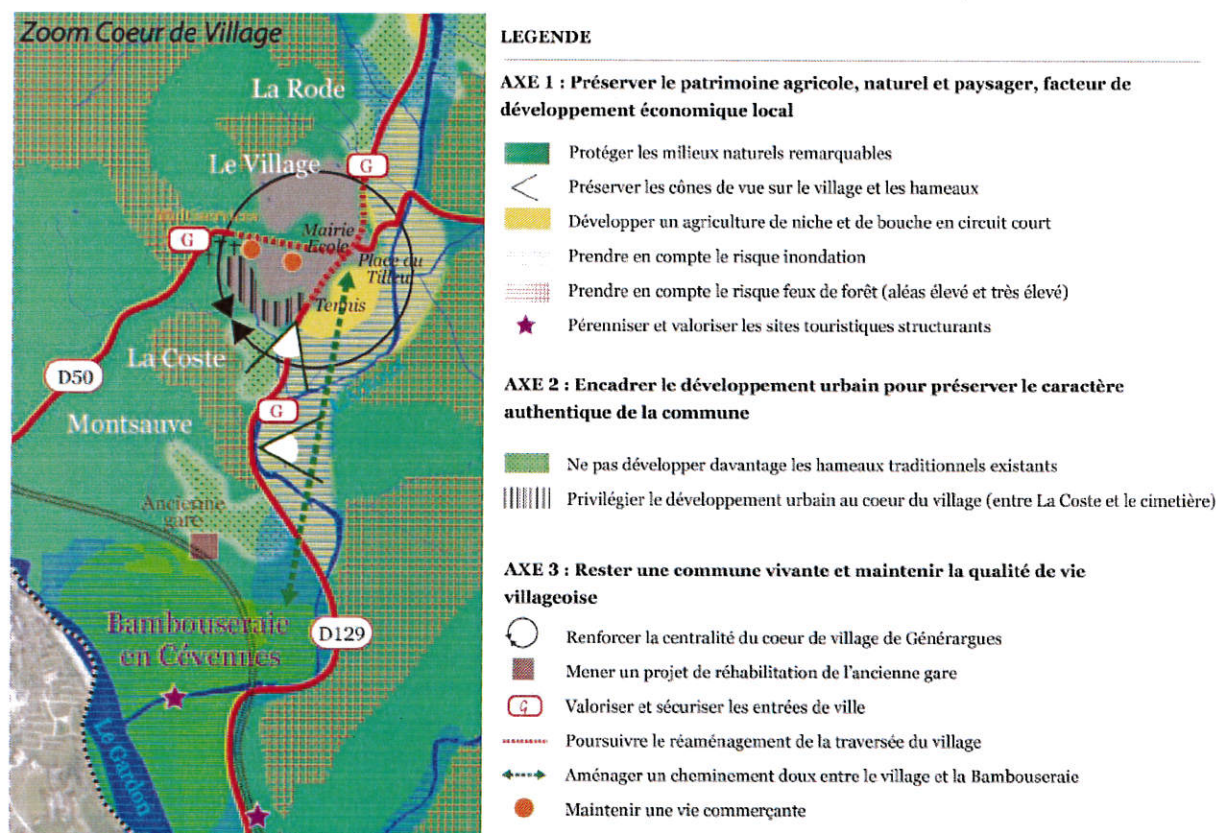 Zoom Coeur de Village
La Rode
Le Village
G
Multiservices
G
Mairie
Ecole
Place du
Tilleul
Tennis
La Coste
D50
G
Montsauve
Ancienne
gare
Bambouseraie
en Cévennes
D129
Le Gardon
LEGENDE
AXE 1 : Préserver le patrimoine agricole, naturel et paysager, facteur de
développement économique local
Protéger les milieux naturels remarquables
Préserver les cônes de vue sur le village et les hameaux
Développer un agriculture de niche et de bouche en circuit court
Prendre en compte le risque inondation
Prendre en compte le risque feux de forêt (aléas élevé et très élevé)
Pérenniser et valoriser les sites touristiques structurants
AXE 2 : Encadrer le développement urbain pour préserver le caractère
authentique de la commune
Ne pas développer davantage les hameaux traditionnels existants
Privilégier le développement urbain au coeur du village (entre La Coste et le cimetière)
AXE 3 : Rester une commune vivante et maintenir la qualité de vie
villageoise
Renforcer la centralité du coeur de village de Générargues
Mener un projet de réhabilitation de l'ancienne gare
G
Valoriser et sécuriser les entrées de ville
Poursuivre le réaménagement de la traversée du village
Aménager un cheminement doux entre le village et la Bambouseraie
Maintenir une vie commerçante